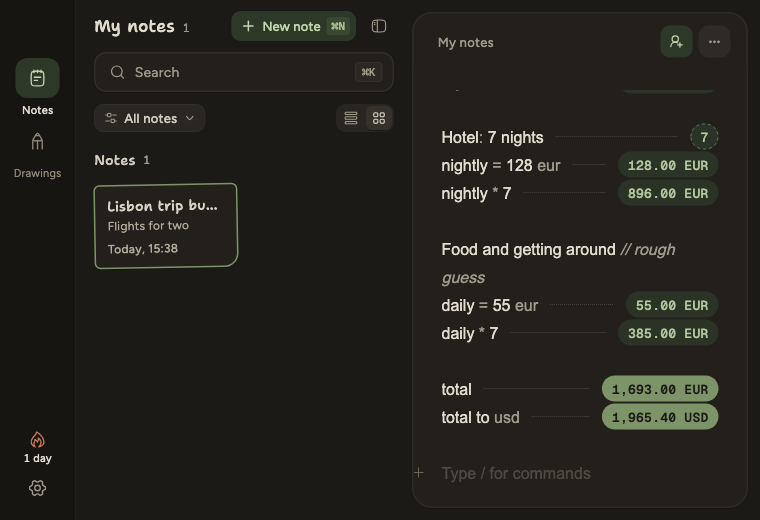 My notes 1
+ New note ⌘N
Search ⌘K
All notes
Notes 1
Lisbon trip bu...
Flights for two
Today, 15:38
Notes
Drawings
1 day
My notes
Hotel: 7 nights 7
nightly = 128 eur 128.00 EUR
nightly * 7 896.00 EUR
Food and getting around // rough
guess
daily = 55 eur 55.00 EUR
daily * 7 385.00 EUR
total 1,693.00 EUR
total to usd 1,965.40 USD
+ Type / for commands